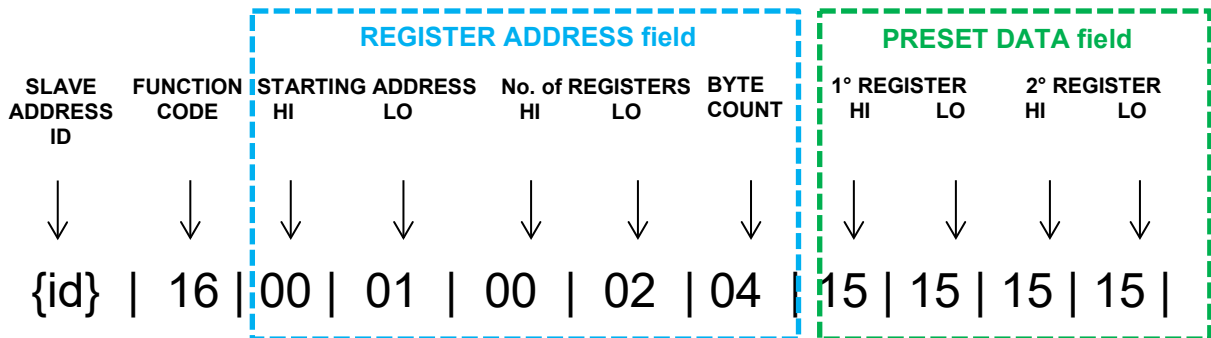 REGISTER ADDRESS field PRESET DATA field
SLAVE FUNCTION STARTING ADDRESS No. of REGISTERS BYTE 1° REGISTER 2° REGISTER
ADDRESS CODE HI LO HI LO COUNT HI LO HI LO
ID
{id} | 16 | 00 | 01 | 00 | 02 | 04 | 15 | 15 | 15 | 15 |